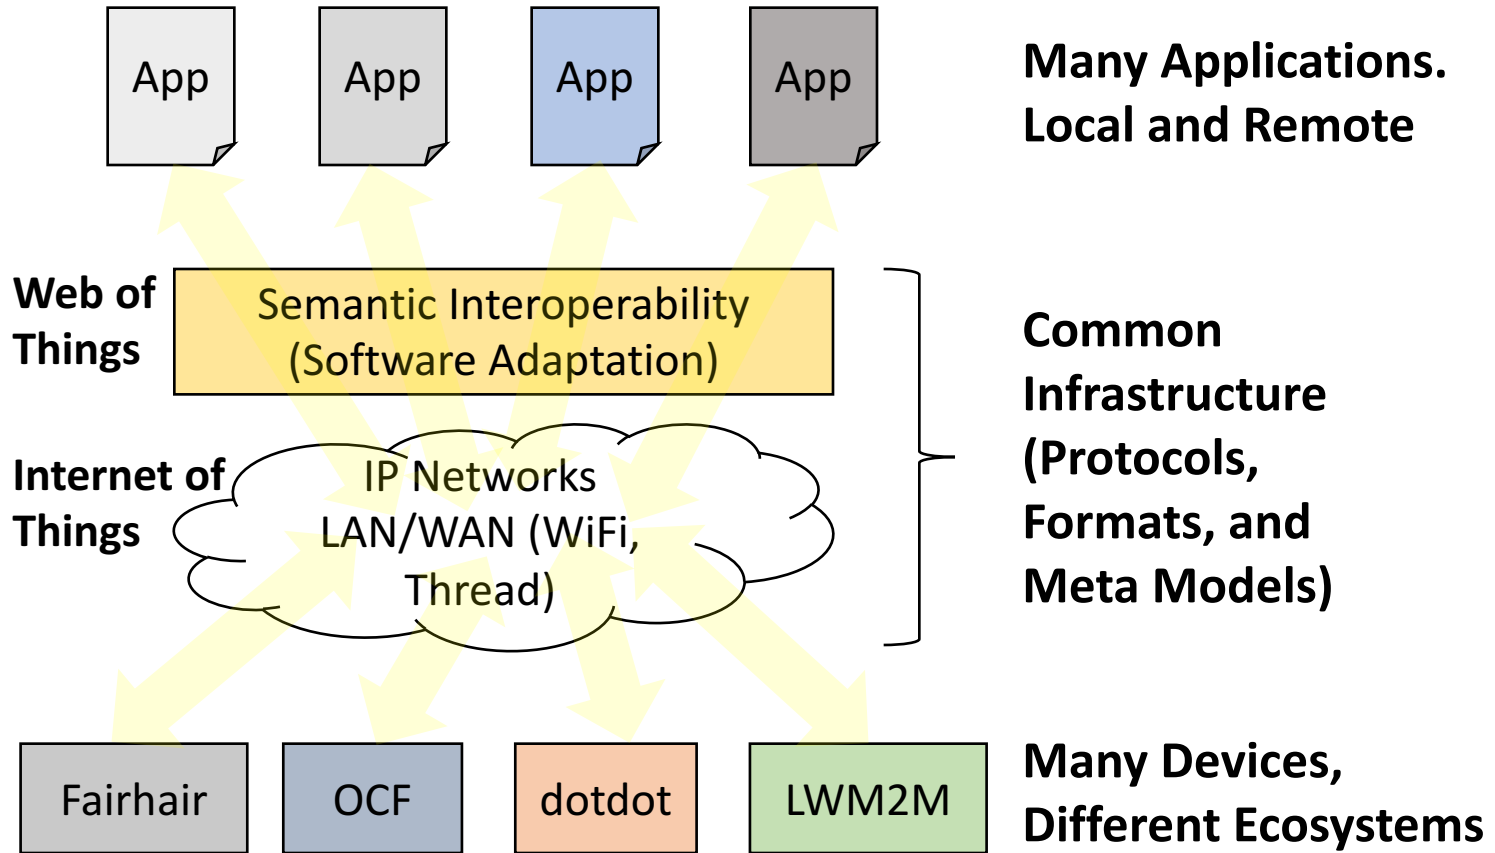 App
App
App
App
Many Applications.
Local and Remote
Web of
Things
Semantic Interoperability
(Software Adaptation)
Common
Infrastructure
(Protocols,
Formats, and
Meta Models)
Internet of
Things
IP Networks
LAN/WAN (WiFi,
Thread)
Fairhair
OCF
dotdot
LWM2M
Many Devices,
Different Ecosystems